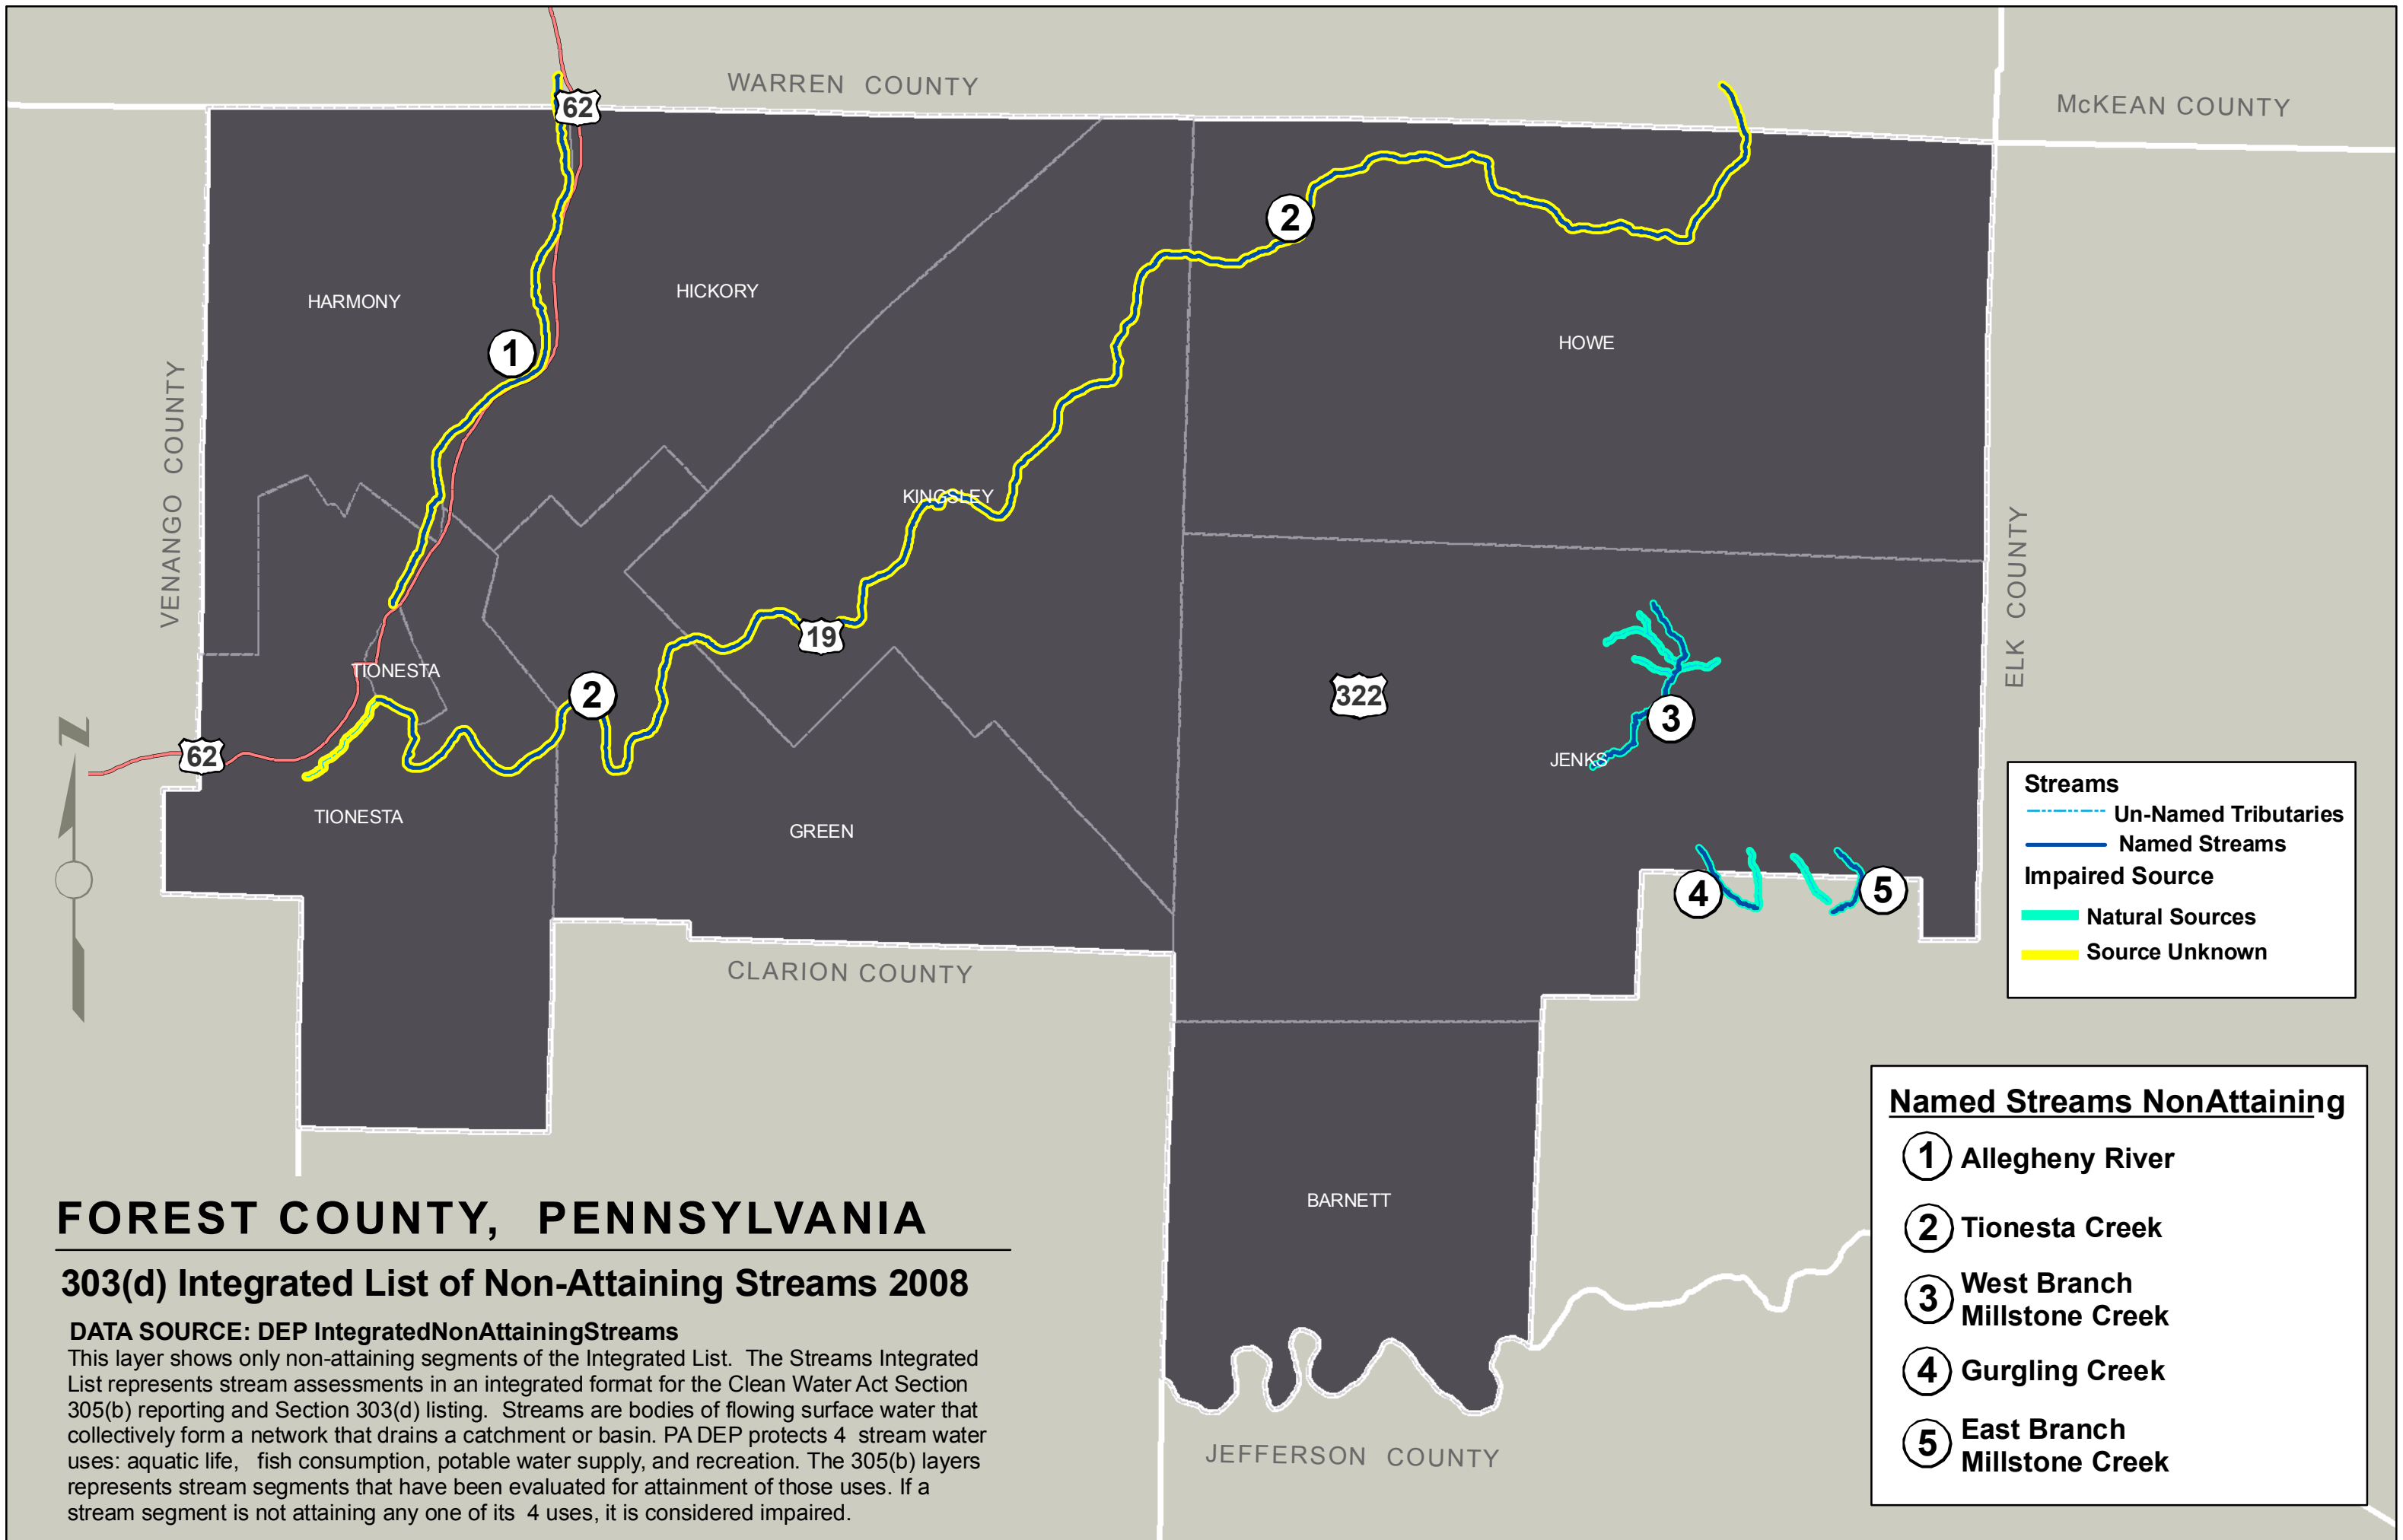 WARREN COUNTY
McKEAN COUNTY
62
2
HARMONY
HICKORY
HOWE
1
VENANGO COUNTY
KINGSLEY
ELK COUNTY
19
TIONESTA
2
322
3
N
62
JENKS
TIONESTA
GREEN
4
5
CLARION COUNTY
BARNETT
JEFFERSON COUNTY
Streams
Un-Named Tributaries
Named Streams
Impaired Source
Natural Sources
Source Unknown
Named Streams NonAttaining
1 Allegheny River
2 Tionesta Creek
3 West Branch
Millstone Creek
4 Gurgling Creek
5 East Branch
Millstone Creek
FOREST COUNTY, PENNSYLVANIA
303(d) Integrated List of Non-Attaining Streams 2008
DATA SOURCE: DEP IntegratedNonAttainingStreams
This layer shows only non-attaining segments of the Integrated List. The Streams Integrated
List represents stream assessments in an integrated format for the Clean Water Act Section
305(b) reporting and Section 303(d) listing. Streams are bodies of flowing surface water that
collectively form a network that drains a catchment or basin. PA DEP protects 4 stream water
uses: aquatic life, fish consumption, potable water supply, and recreation. The 305(b) layers
represents stream segments that have been evaluated for attainment of those uses. If a
stream segment is not attaining any one of its 4 uses, it is considered impaired.